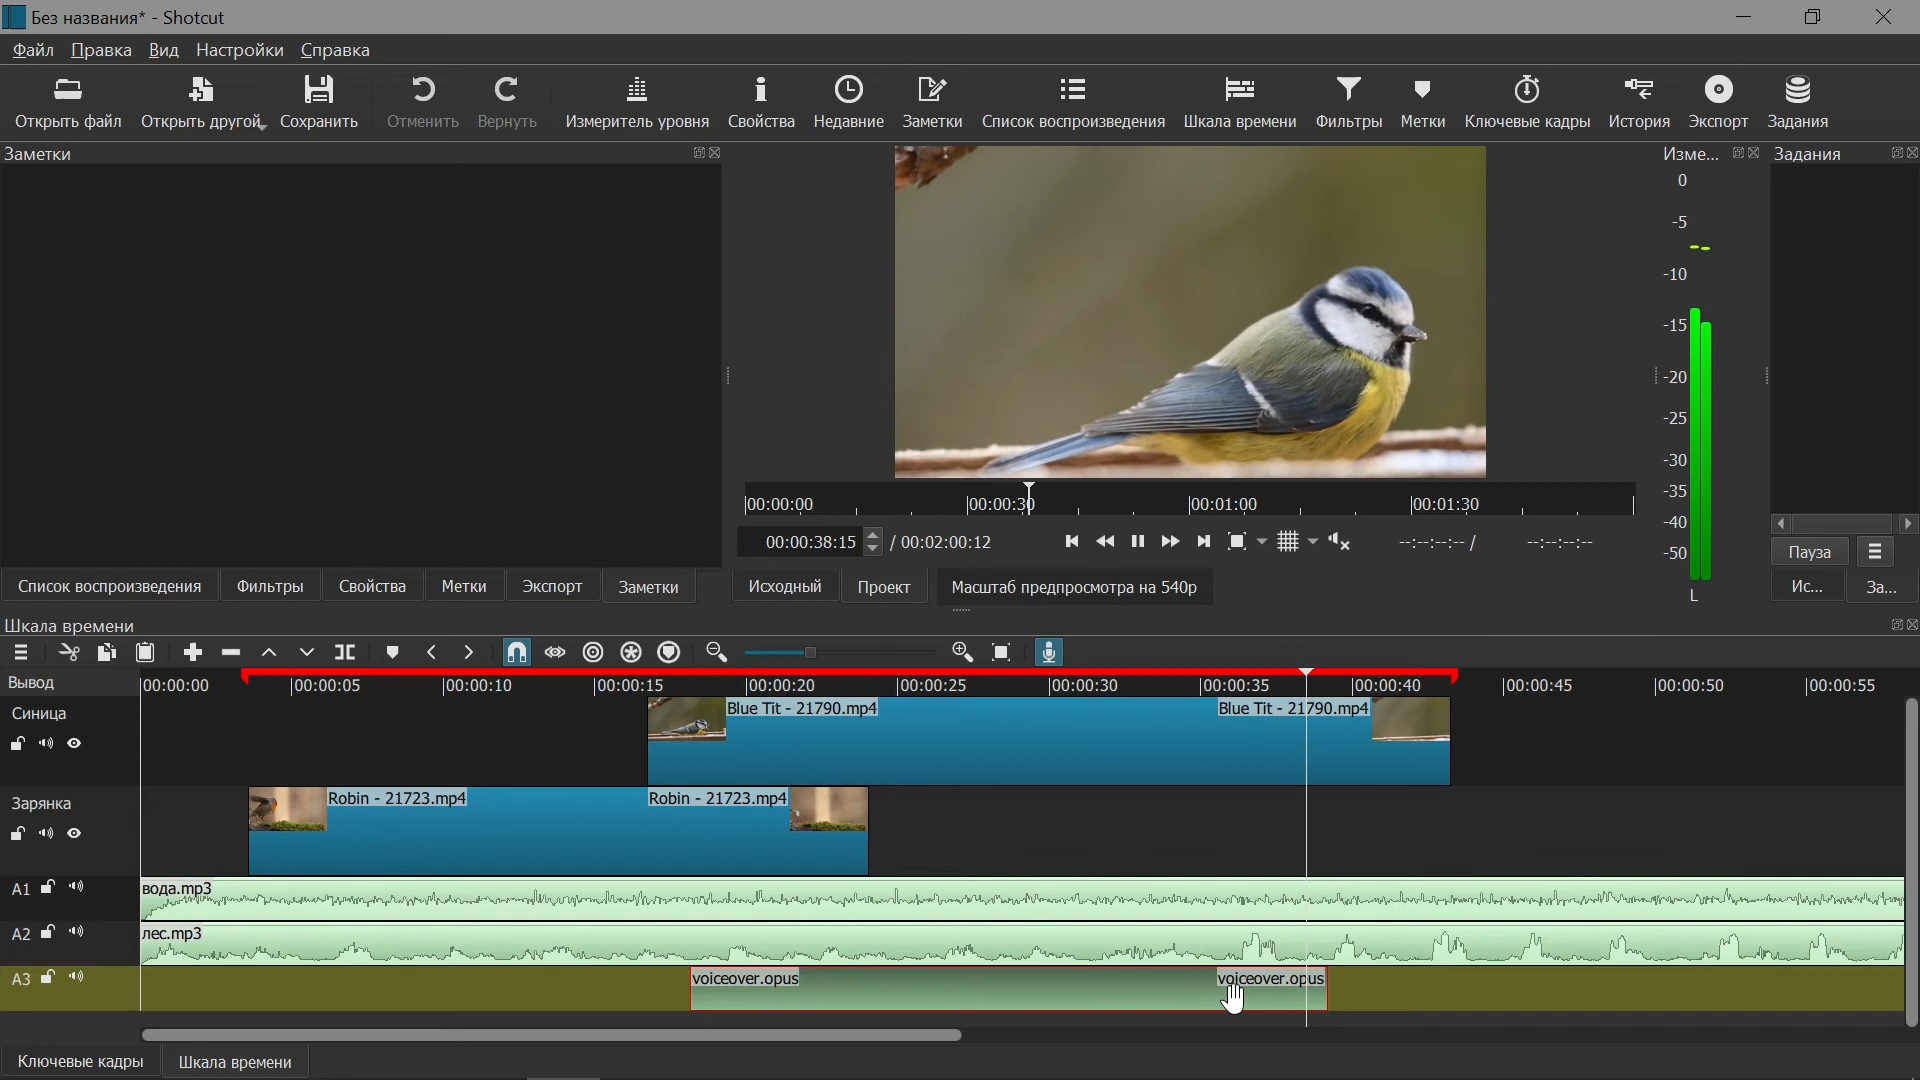 Без названия* - Shotcut
Файл Правка Вид Настройки Справка
Открыть файл Открыть другой Сохранить Отменить Вернуть Измеритель уровня Свойства Недавние Заметки Список воспроизведения Шкала времени Фильтры Метки Ключевые кадры История Экспорт Задания
Заметки
Изме...
Задания
0
-5
-10
-15
-20
-25
-30
-35
-40
-50
L
00:00:00 00:00:30 00:01:00 00:01:30
00:00:38:15 / 00:02:00:12 --:--:--:-- / --:--:--:--
Пауза
Список воспроизведения Фильтры Свойства Метки Экспорт Заметки
Исходный Проект Масштаб предпросмотра на 540p
Ис... За...
Шкала времени
Вывод 00:00:00 00:00:05 00:00:10 00:00:15 00:00:20 00:00:25 00:00:30 00:00:35 00:00:40 00:00:45 00:00:50 00:00:55
Синица
Blue Tit - 21790.mp4 Blue Tit - 21790.mp4
Зарянка
Robin - 21723.mp4 Robin - 21723.mp4
A1 вода.mp3
A2 лес.mp3
A3 voiceover.opus voiceover.opus
Ключевые кадры Шкала времени